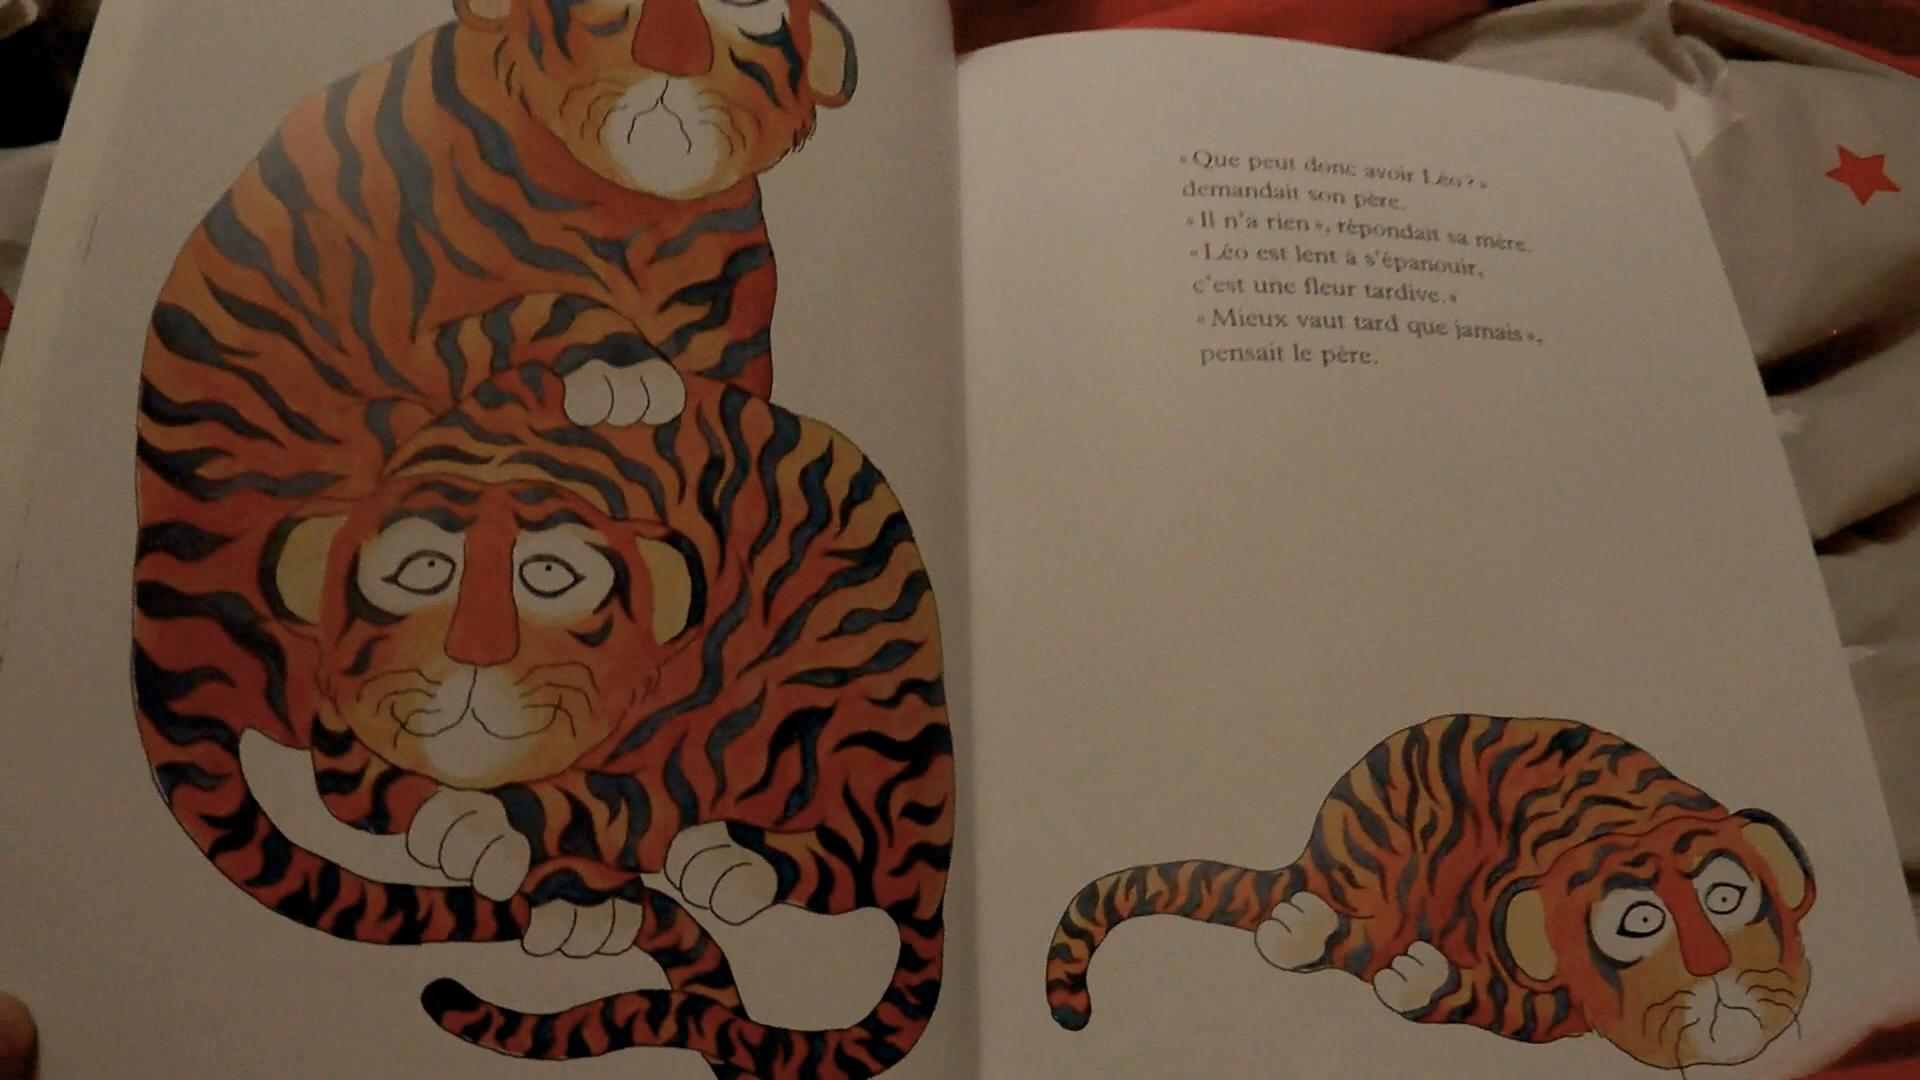 « Que peut donc avoir Léo? »
demandait son père.
« Il n'a rien », répondait sa mère.
« Léo est lent à s'épanouir,
c'est une fleur tardive. »
« Mieux vaut tard que jamais »,
pensait le père.